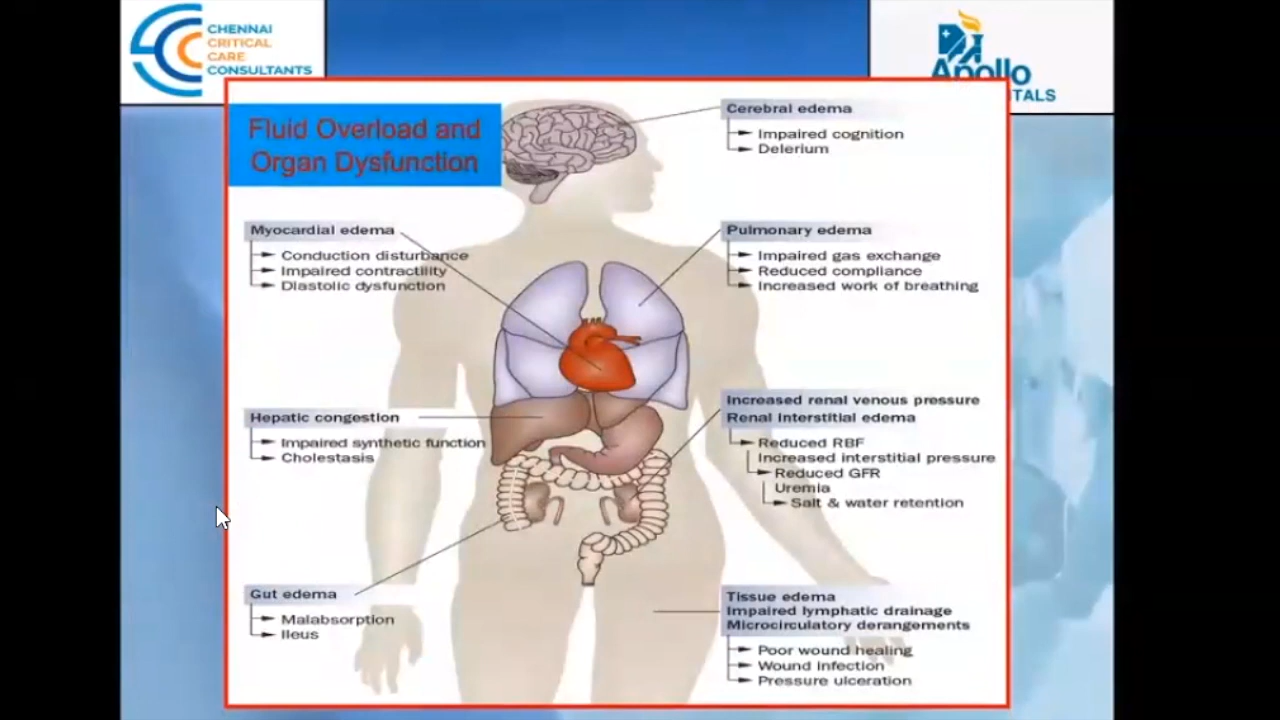 CHENNAI
CRITICAL
CARE
CONSULTANTS
Apollo
ITALS
Fluid Overload and
Organ Dysfunction
Cerebral edema
Impaired cognition
Delerium
Myocardial edema
Conduction disturbance
Impaired contractility
Diastolic dysfunction
Pulmonary edema
Impaired gas exchange
Reduced compliance
Increased work of breathing
Hepatic congestion
Impaired synthetic function
Cholestasis
Increased renal venous pressure
Renal interstitial edema
Reduced RBF
Increased interstitial pressure
Reduced GFR
Uremia
Salt & water retention
Gut edema
Malabsorption
Ileus
Tissue edema
Impaired lymphatic drainage
Microcirculatory derangements
Poor wound healing
Wound infection
Pressure ulceration